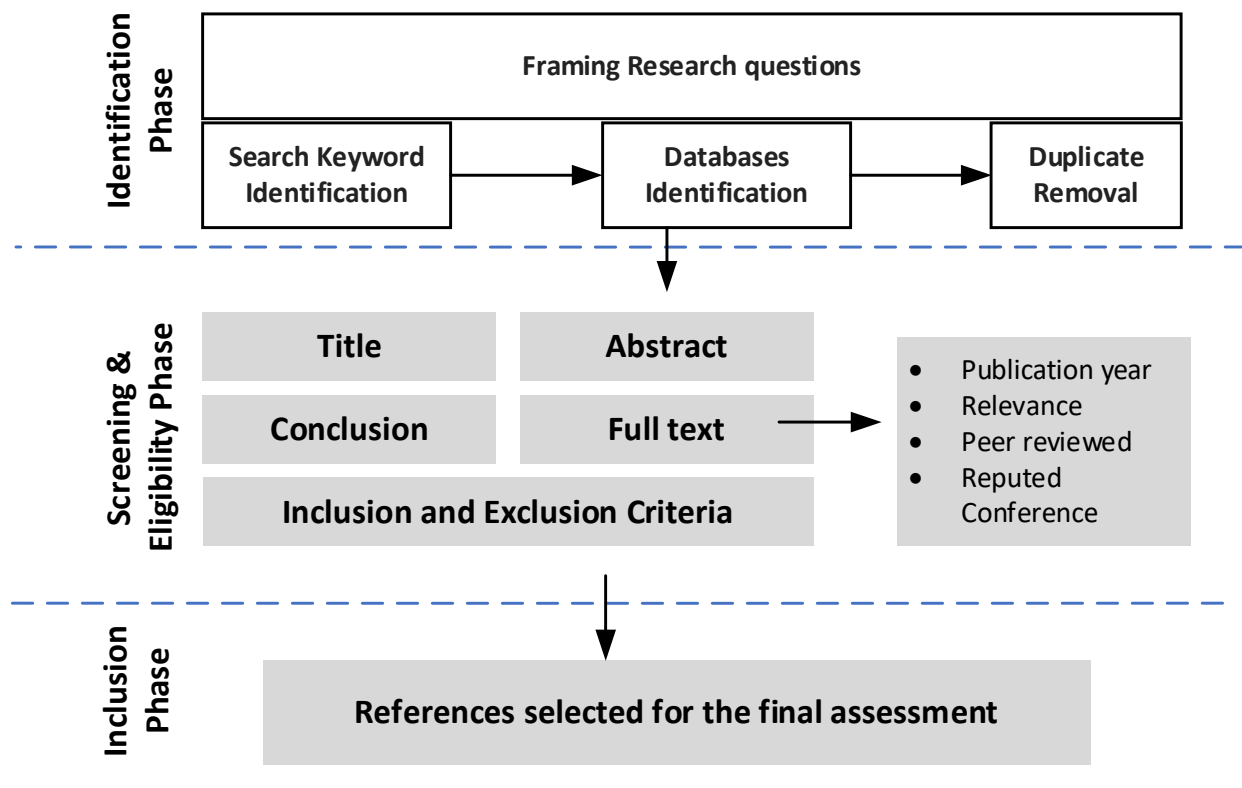 Identification
Phase
Framing Research questions
Search Keyword
Identification
Databases
Identification
Duplicate
Removal
Screening &
Eligibility Phase
Title
Abstract
Conclusion
Full text
Inclusion and Exclusion Criteria
• Publication year
• Relevance
• Peer reviewed
• Reputed
Conference
Inclusion
Phase
References selected for the final assessment